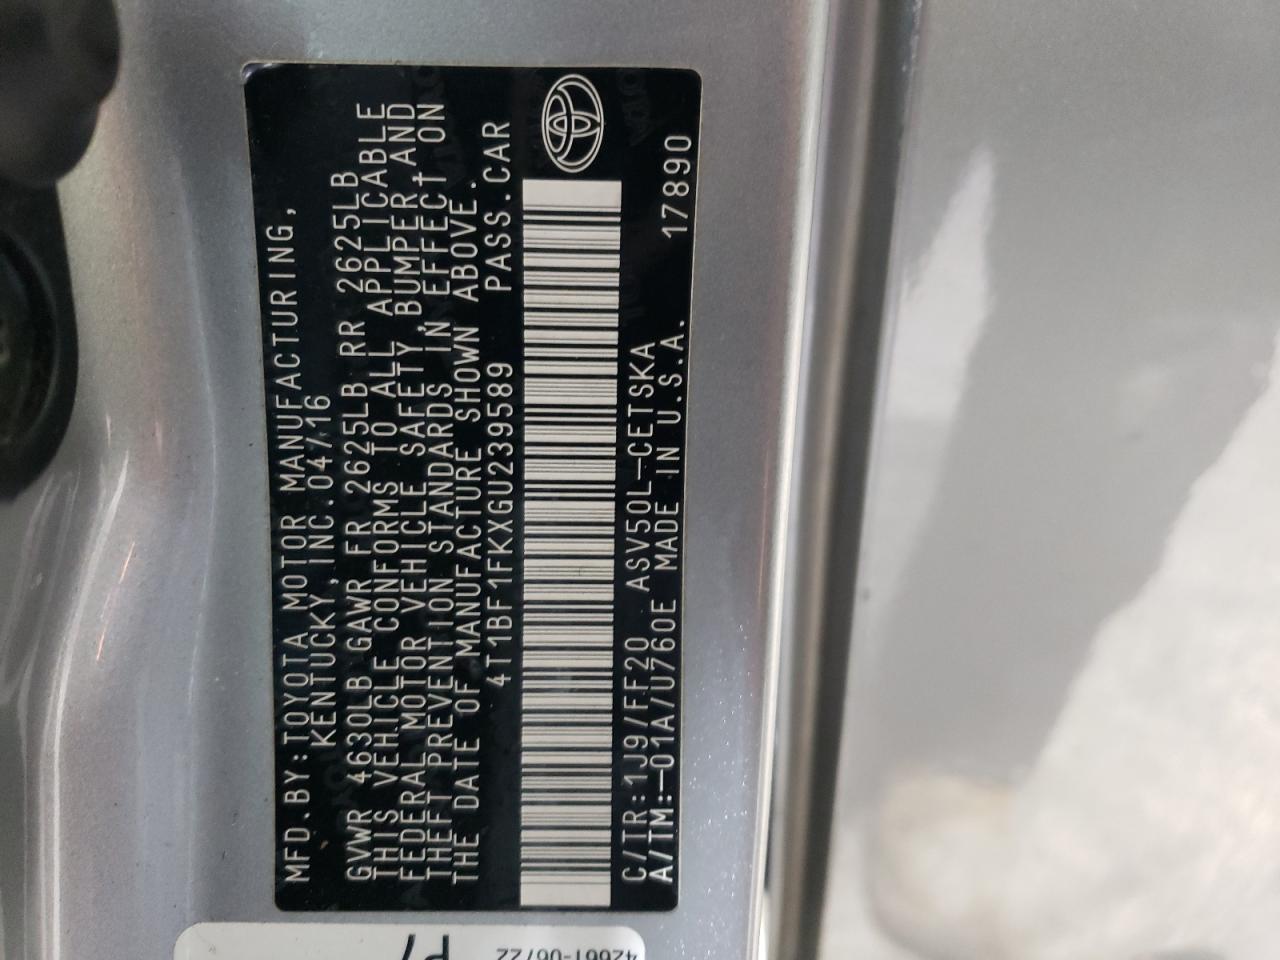 MFD.BY:TOYOTA MOTOR MANUFACTURING,
KENTUCKY,INC.04/16
GVWR 4630LB GAWR FR 2625LB RR 2625LB
THIS VEHICLE CONFORMS TO ALL APPLICABLE
FEDERAL MOTOR VEHICLE SAFETY,BUMPER,AND
THEFT PREVENTION STANDARDS IN EFFECT ON
THE DATE OF MANUFACTURE SHOWN ABOVE.
4T1BF1FKXGU239589 PASS.CAR
C/TR:1J9/FF20 ASV50L-CETSKA 17890
A/TM:-01A/U760E MADE IN U.S.A.
42661-06722